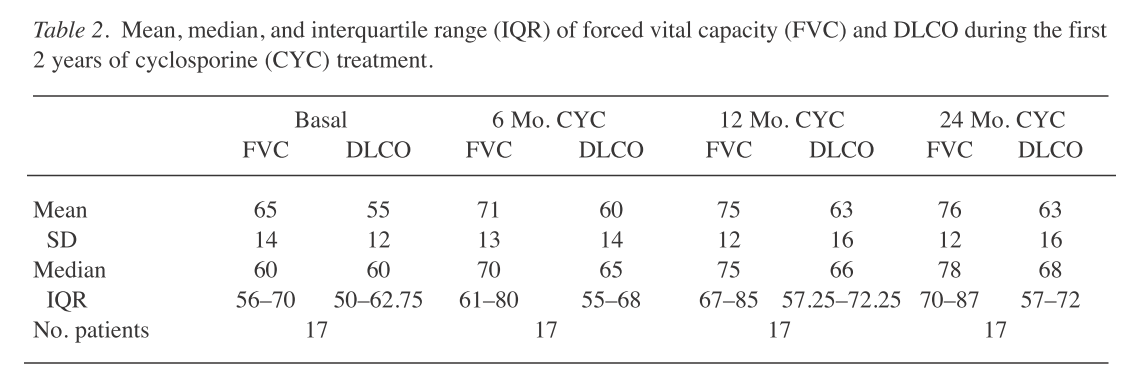 Table 2. Mean, median, and interquartile range (IQR) of forced vital capacity (FVC) and DLCO during the first
2 years of cyclosporine (CYC) treatment.
Basal 6 Mo. CYC 12 Mo. CYC 24 Mo. CYC
FVC DLCO FVC DLCO FVC DLCO FVC DLCO
Mean 65 55 71 60 75 63 76 63
SD 14 12 13 14 12 16 12 16
Median 60 60 70 65 75 66 78 68
IQR 56–70 50–62.75 61–80 55–68 67–85 57.25–72.25 70–87 57–72
No. patients 17 17 17 17